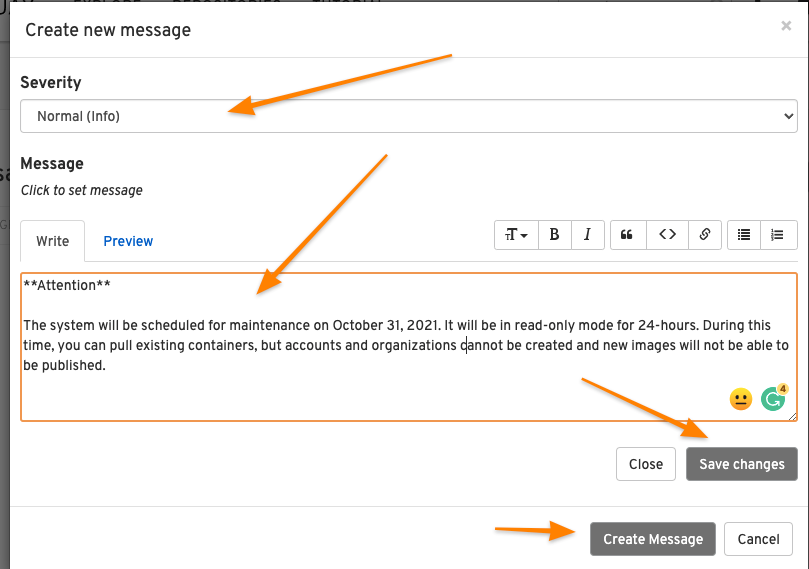 EXPLORE REPOSITORIES TUTORIAL
Create new message ×
Severity
Normal (Info)
Message
Click to set message
Write Preview B I
**Attention**
The system will be scheduled for maintenance on October 31, 2021. It will be in read-only mode for 24-hours. During this
time, you can pull existing containers, but accounts and organizations cannot be created and new images will not be able to
be published.
4
Close Save changes
Create Message Cancel